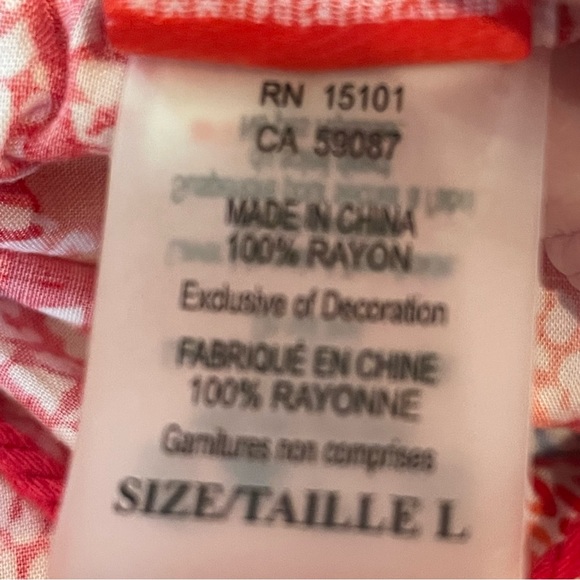 RN 15101
CA 59087
MADE IN CHINA
100% RAYON
Exclusive of Decoration
FABRIQUÉ EN CHINE
100% RAYONNE
Garnitures non comprises
SIZE/TAILLE L